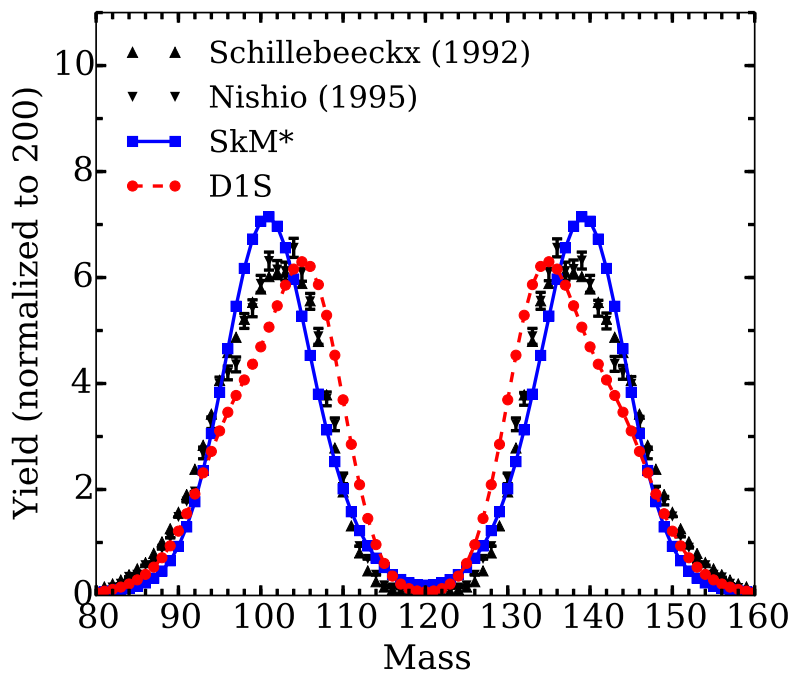 10
8
6
4
2
0
Yield (normalized to 200)
Schillebeeckx (1992)
Nishio (1995)
SkM*
D1S
80 90 100 110 120 130 140 150 160
Mass